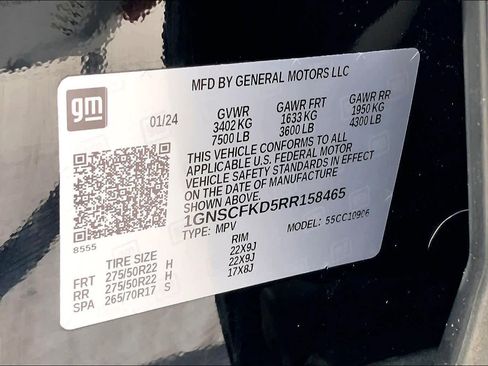 MFD BY GENERAL MOTORS LLC
gm
01/24
GVWR GAWR FRT GAWR RR
3402 KG 1633 KG 1950 KG
7500 LB 3600 LB 4300 LB
THIS VEHICLE CONFORMS TO ALL
APPLICABLE U.S. FEDERAL MOTOR
VEHICLE SAFETY STANDARDS IN EFFECT
ON THE DATE OF MANUFACTURE
SHOWN ABOVE.
1GNSCFKD5RR158465
TYPE: MPV 55CC10906
8555
TIRE SIZE RIM
FRT 275/50R22 H 22X9J
RR 275/50R22 H 22X9J
SPA 265/70R17 S 17X8J